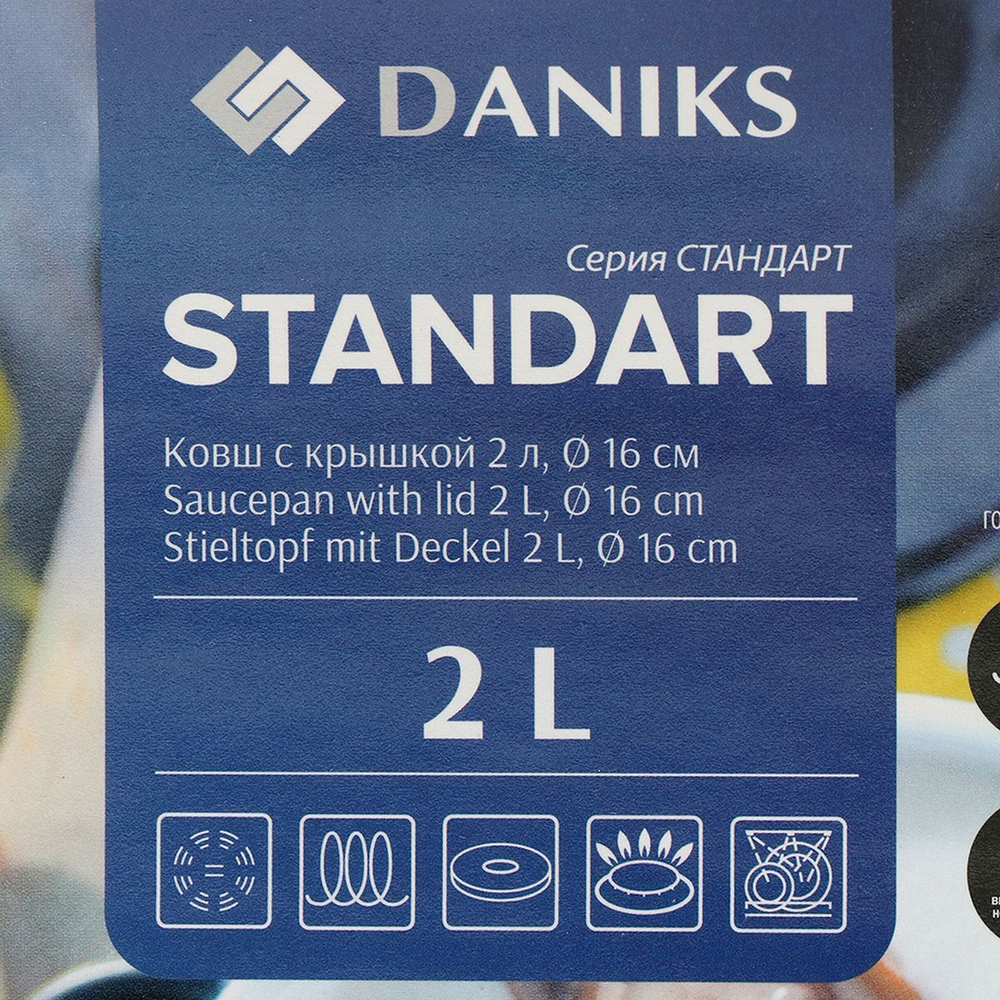 DANIKS
Серия СТАНДАРТ
STANDART
Ковш с крышкой 2 л, Ø 16 см
Saucepan with lid 2 L, Ø 16 cm
Stieltopf mit Deckel 2 L, Ø 16 cm
2 L